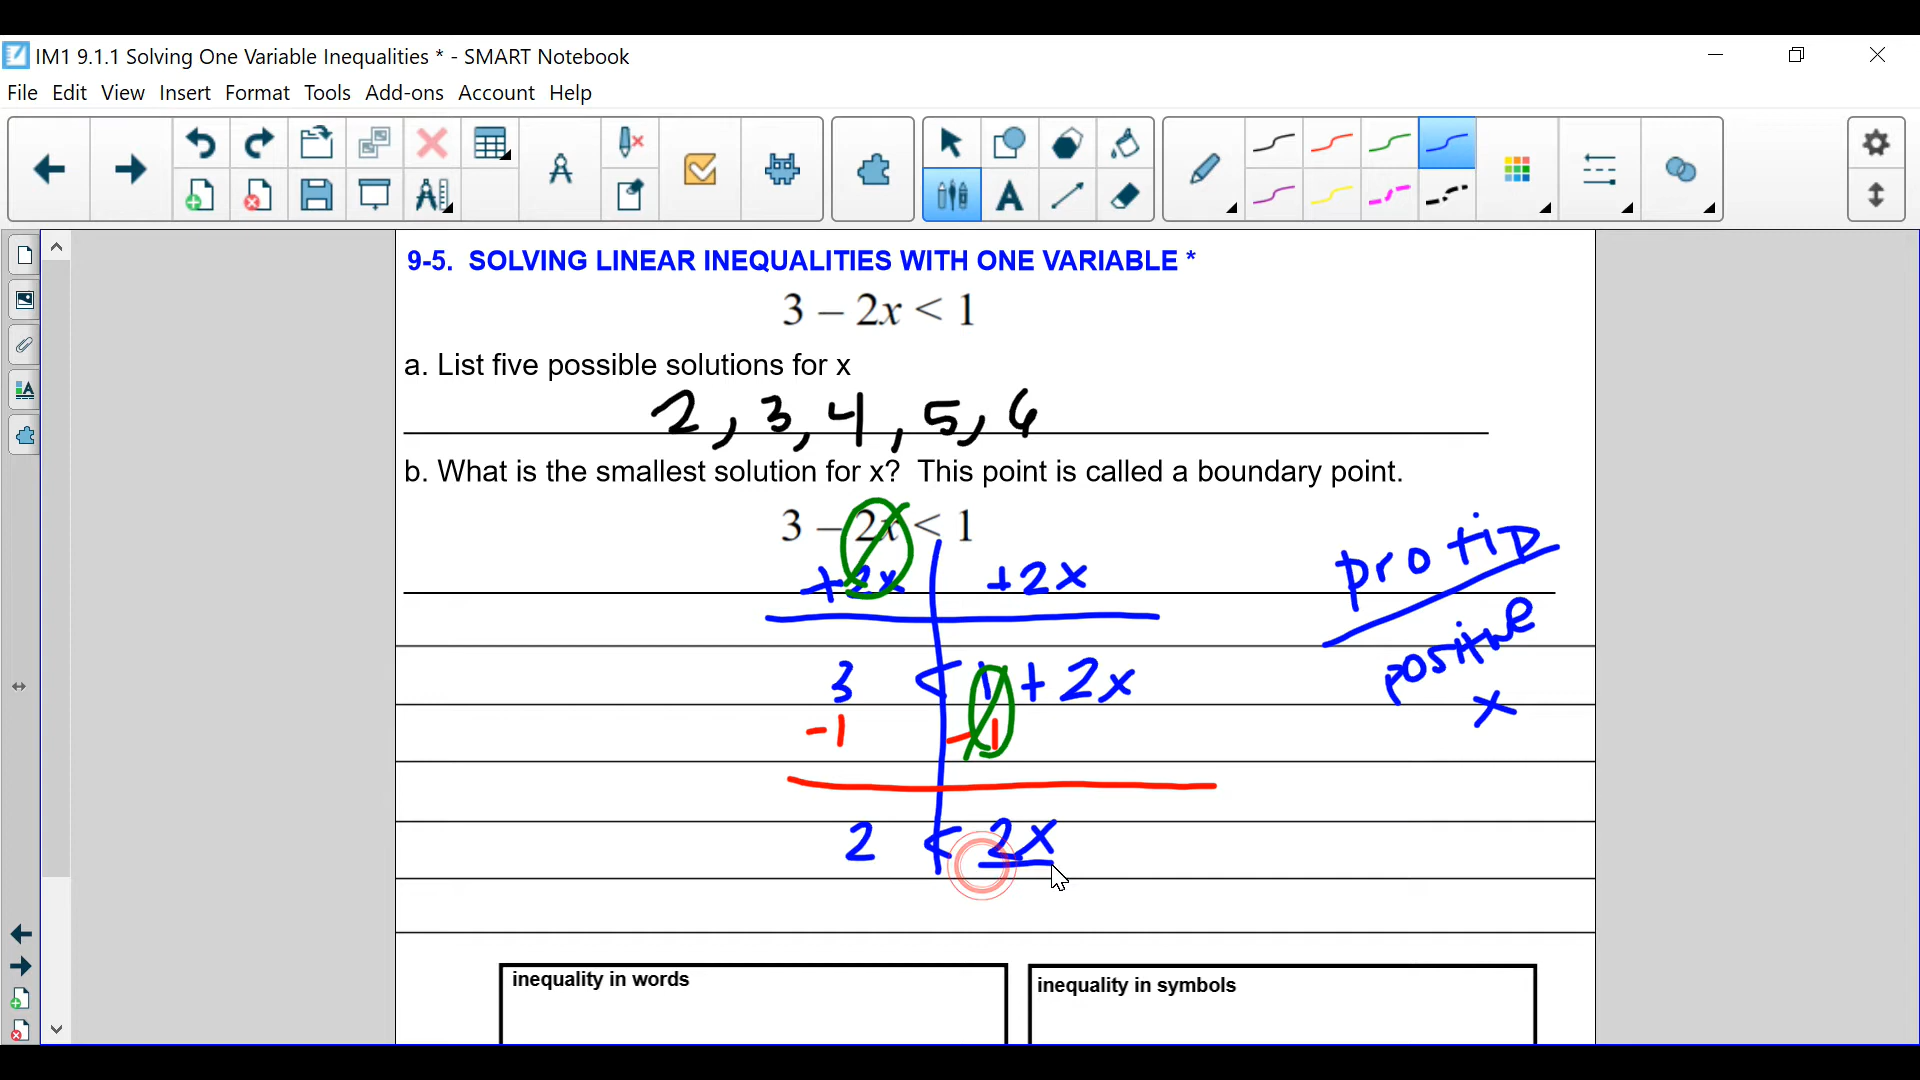 IM1 9.1.1 Solving One Variable Inequalities * - SMART Notebook
File Edit View Insert Format Tools Add-ons Account Help
9-5. SOLVING LINEAR INEQUALITIES WITH ONE VARIABLE *
3 – 2x < 1
a. List five possible solutions for x
2, 3, 4, 5, 6
b. What is the smallest solution for x? This point is called a boundary point.
3 – 2x < 1
+2x +2x
3 < 1 + 2x
-1 -1
2 < 2x
pro tip
positive
x
inequality in words
inequality in symbols